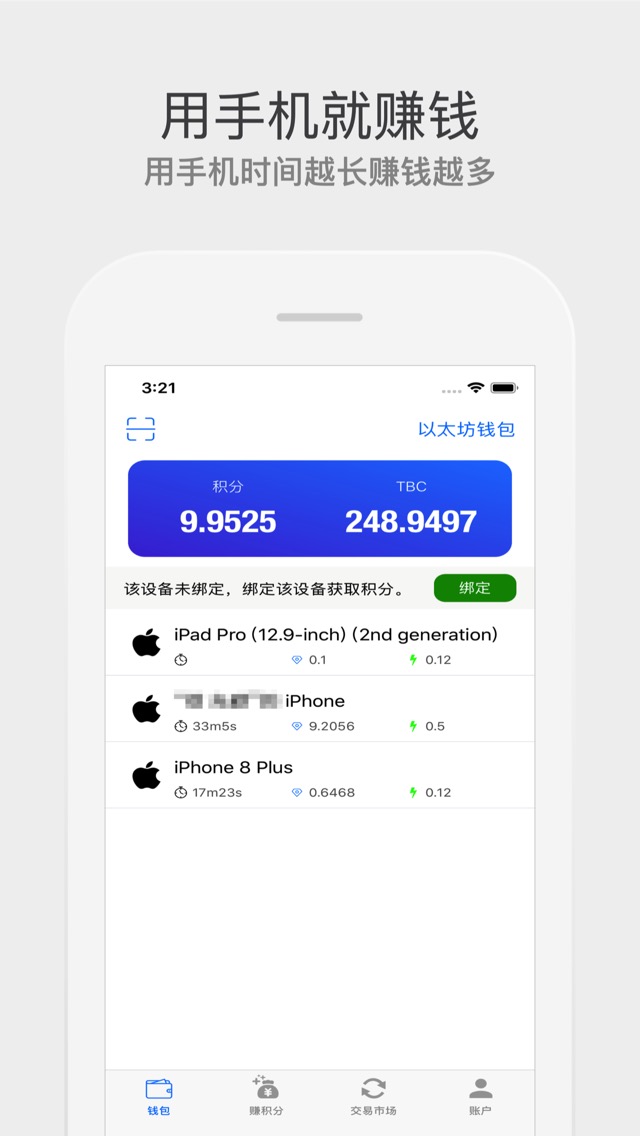 用手机就赚钱
用手机时间越长赚钱越多
3:21
以太坊钱包
积分 TBC
9.9525 248.9497
该设备未绑定，绑定该设备获取积分。 绑定
iPad Pro (12.9-inch) (2nd generation)
0.1 0.12
iPhone
33m5s 9.2056 0.5
iPhone 8 Plus
17m23s 0.6468 0.12
钱包 赚积分 交易市场 账户